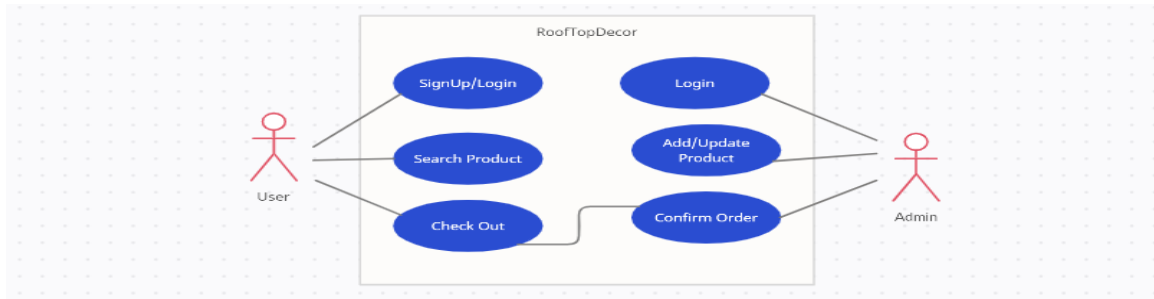 RoofTopDecor
SignUp/Login
Login
Search Product
Add/Update
Product
User
Check Out
Confirm Order
Admin